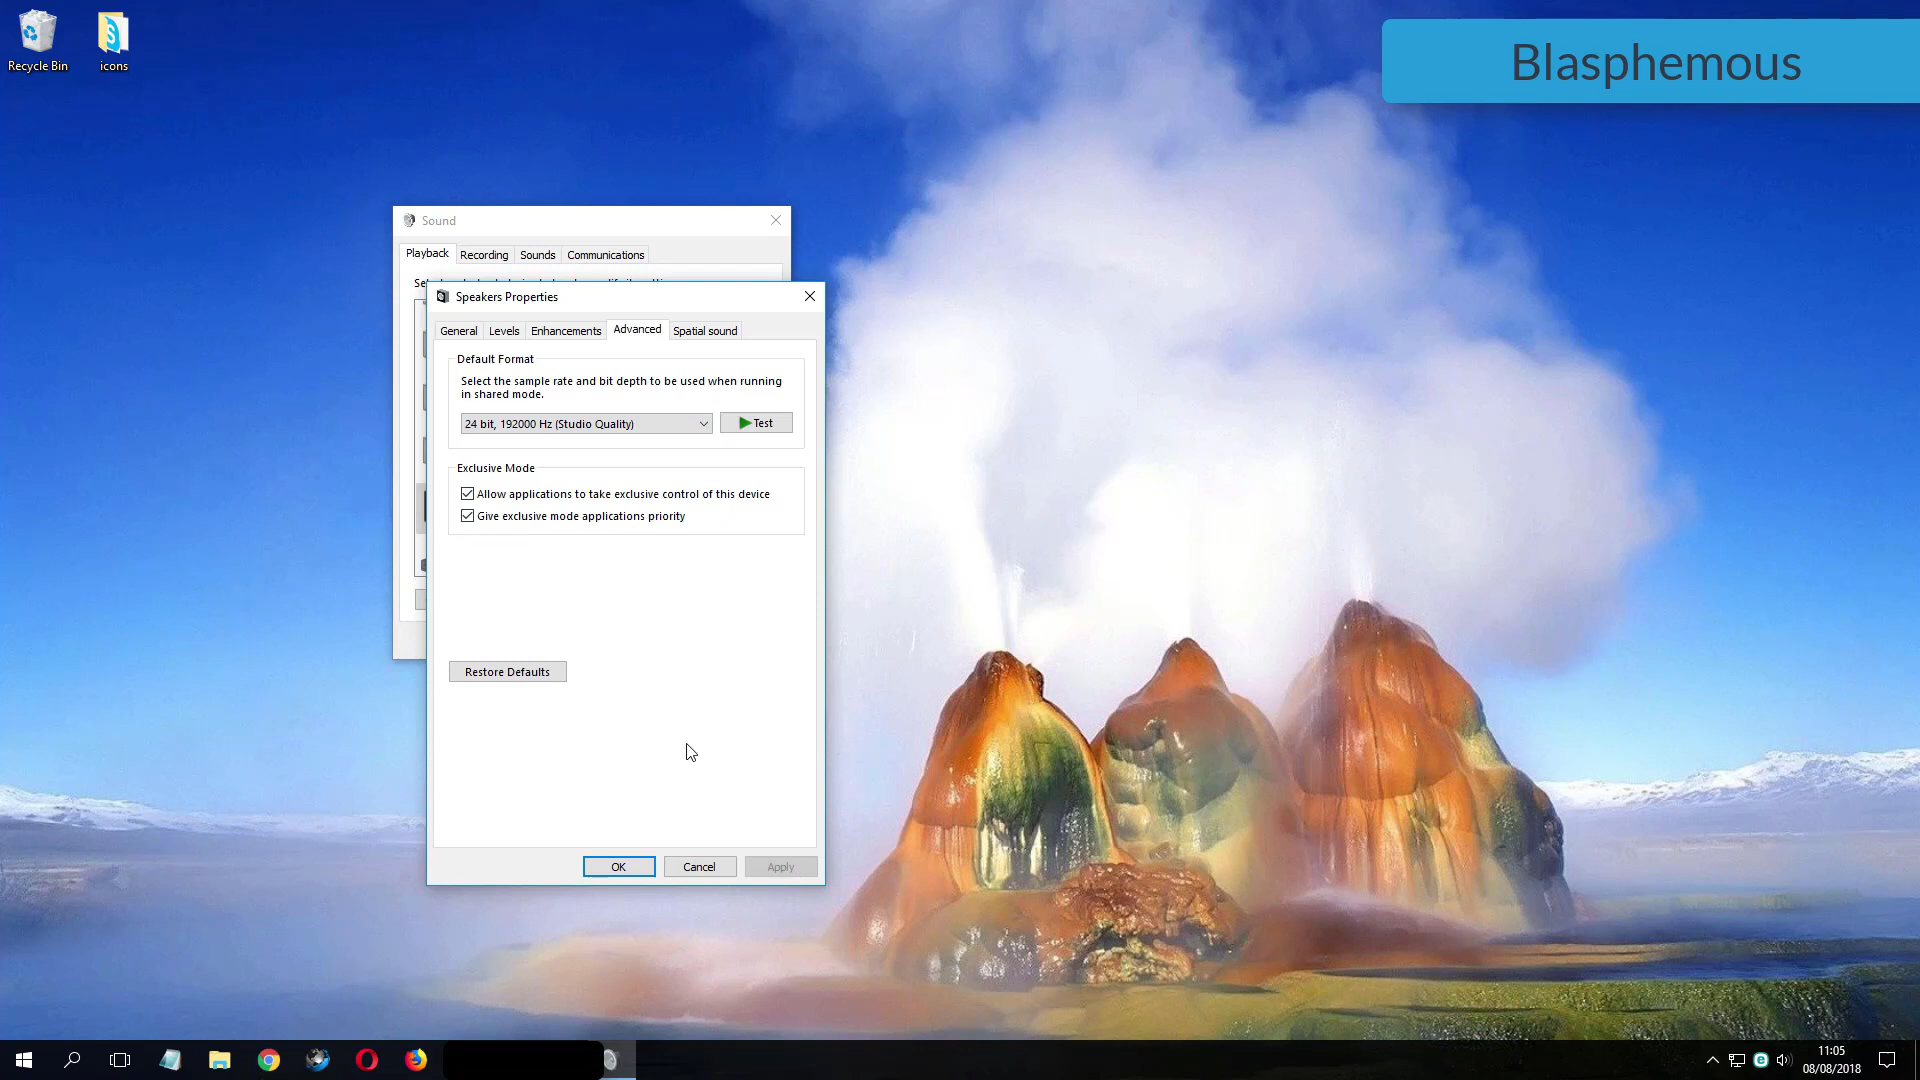 Recycle Bin
icons
Blasphemous
Sound
Playback
Recording
Sounds
Communications
Speakers Properties
General
Levels
Enhancements
Advanced
Spatial sound
Default Format
Select the sample rate and bit depth to be used when running
in shared mode.
24 bit, 192000 Hz (Studio Quality)
Test
Exclusive Mode
Allow applications to take exclusive control of this device
Give exclusive mode applications priority
Restore Defaults
OK
Cancel
Apply
11:05
08/08/2018